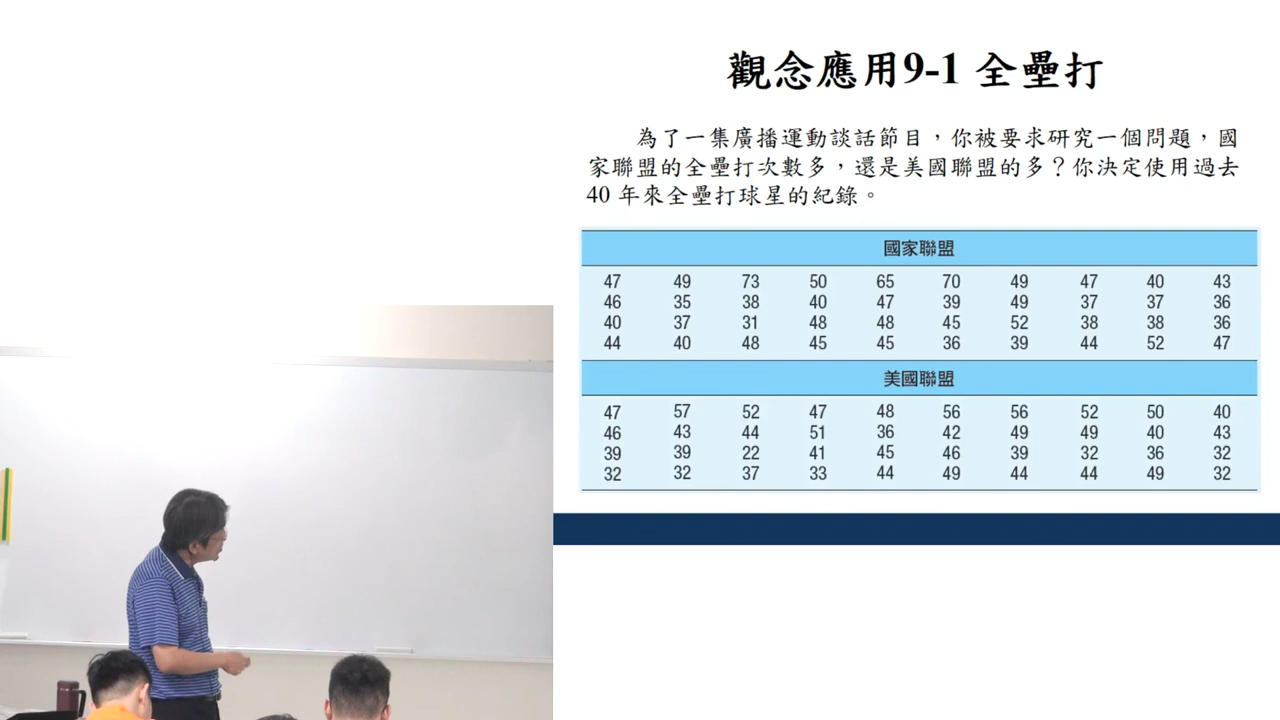 觀念應用9-1 全壘打
為了一集廣播運動談話節目，你被要求研究一個問題，國
家聯盟的全壘打次數多，還是美國聯盟的多？你決定使用過去
40 年來全壘打球星的紀錄。
國家聯盟
47 49 73 50 65 70 49 47 40 43
46 35 38 40 47 39 49 37 37 36
40 37 31 48 48 45 52 38 38 36
44 40 48 45 45 36 39 44 52 47
美國聯盟
47 57 52 47 48 56 56 52 50 40
46 43 44 51 36 42 49 49 40 43
39 39 22 41 45 46 39 32 36 32
32 32 37 33 44 49 44 44 49 32